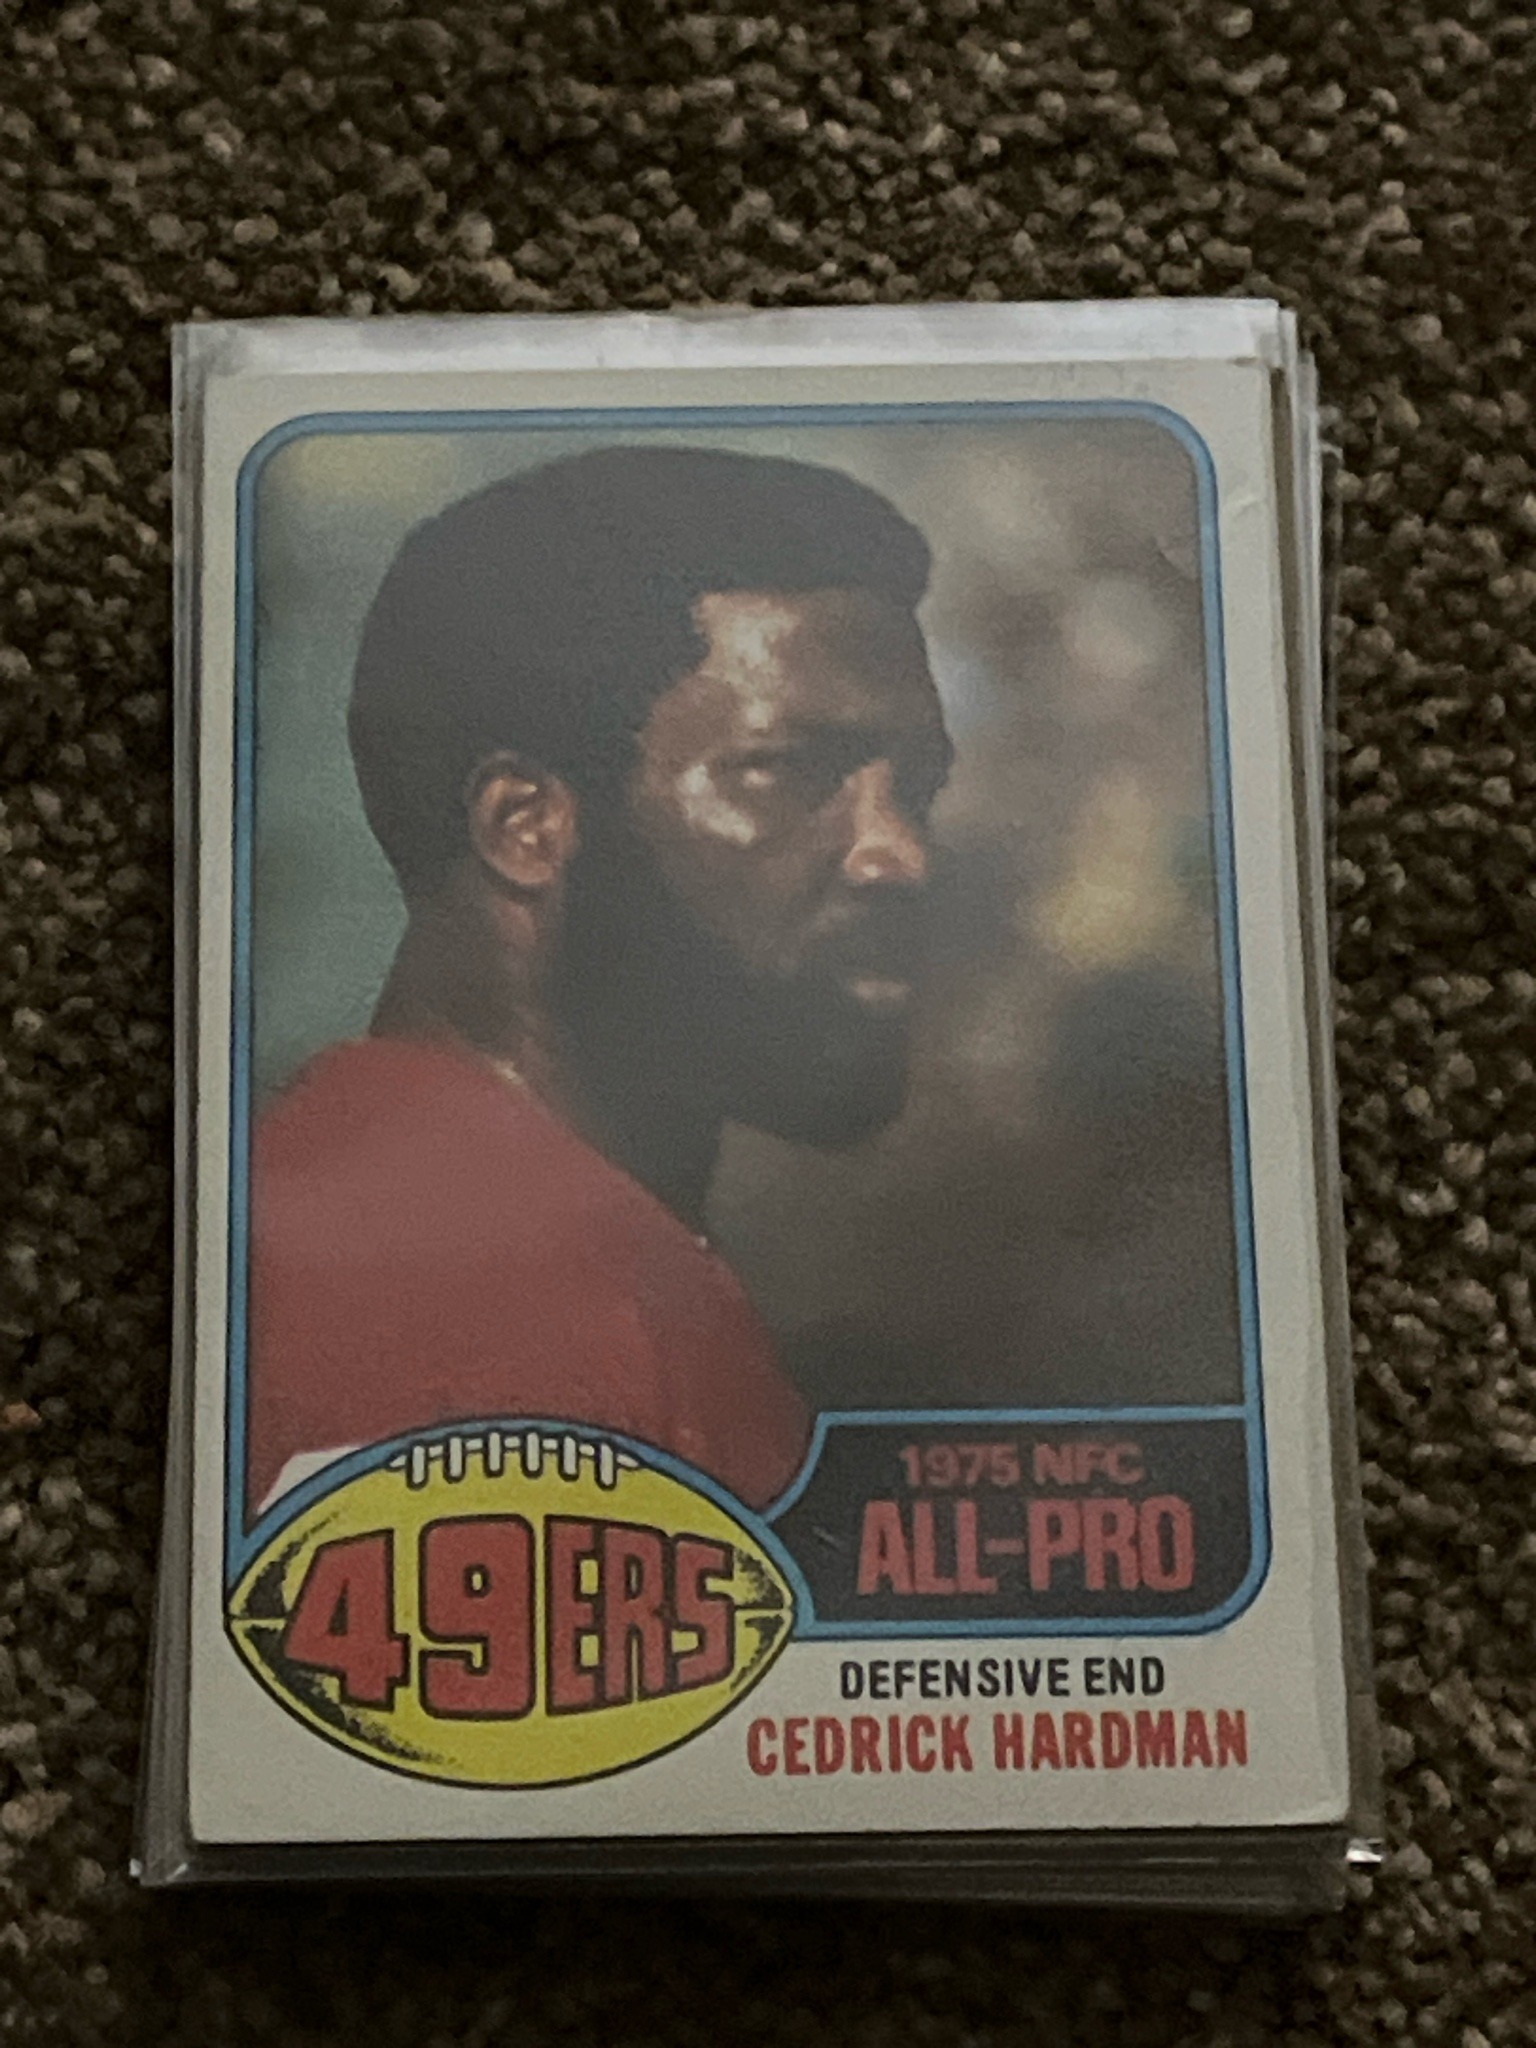 1975 NFC
ALL-PRO
49ERS
DEFENSIVE END
CEDRICK HARDMAN